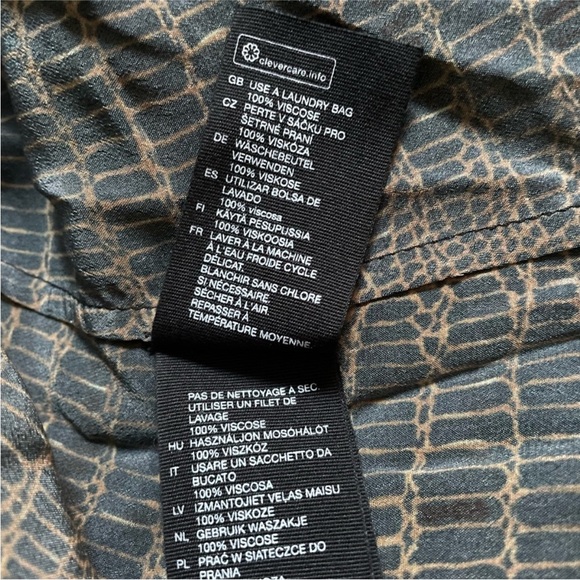 clevercare.info
GB USE A LAUNDRY BAG
100% VISCOSE
CZ PERTE V SÁČKU PRO
ŠETRNÉ PRANÍ
100% VISKÓZA
DE WÄSCHEBEUTEL
VERWENDEN
100% VISKOSE
ES UTILIZAR BOLSA DE
LAVADO
100% viscosa
FI KÄYTÄ PESUPUSSIA
100% VISKOOSIA
FR LAVER À LA MACHINE
À L'EAU FROIDE CYCLE
DÉLICAT.
BLANCHIR SANS CHLORE
SI NÉCESSAIRE
SÉCHER À L'AIR.
REPASSER À
TEMPÉRATURE MOYENNE.
PAS DE NETTOYAGE A SEC.
UTILISER UN FILET DE
LAVAGE
100% VISCOSE
HU HASZNÁLJON MOSÓHÁLÓT
100% VISZKÓZ
IT USARE UN SACCHETTO DA
BUCATO
100% VISCOSA
LV IZMANTOJIET VEĻAS MAISU
100% VISKOZE
NL GEBRUIK WASZAKJE
100% VISCOSE
PL PRAĆ W SIATECZCE DO
PRANIA